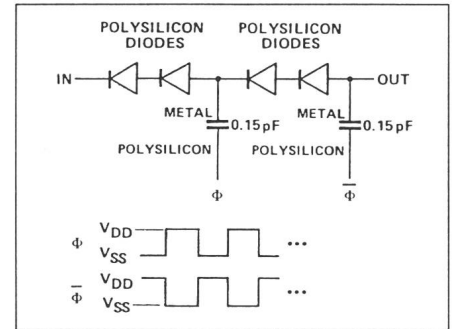 POLYSILICON POLYSILICON
DIODES DIODES
IN OUT
METAL METAL
0.15pF 0.15pF
POLYSILICON POLYSILICON
Φ Φ̅
Φ VDD
VSS ...
Φ̅ VDD
VSS ...